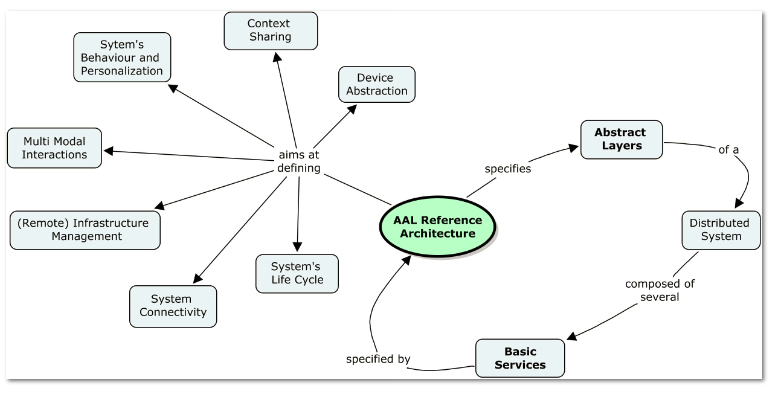 Context
Sharing
Sytem's
Behaviour and
Personalization
Device
Abstraction
Multi Modal
Interactions
aims at
defining
Abstract
Layers
of a
specifies
(Remote) Infrastructure
Management
AAL Reference
Architecture
Distributed
System
System's
Life Cycle
System
Connectivity
composed of
several
specified by
Basic
Services